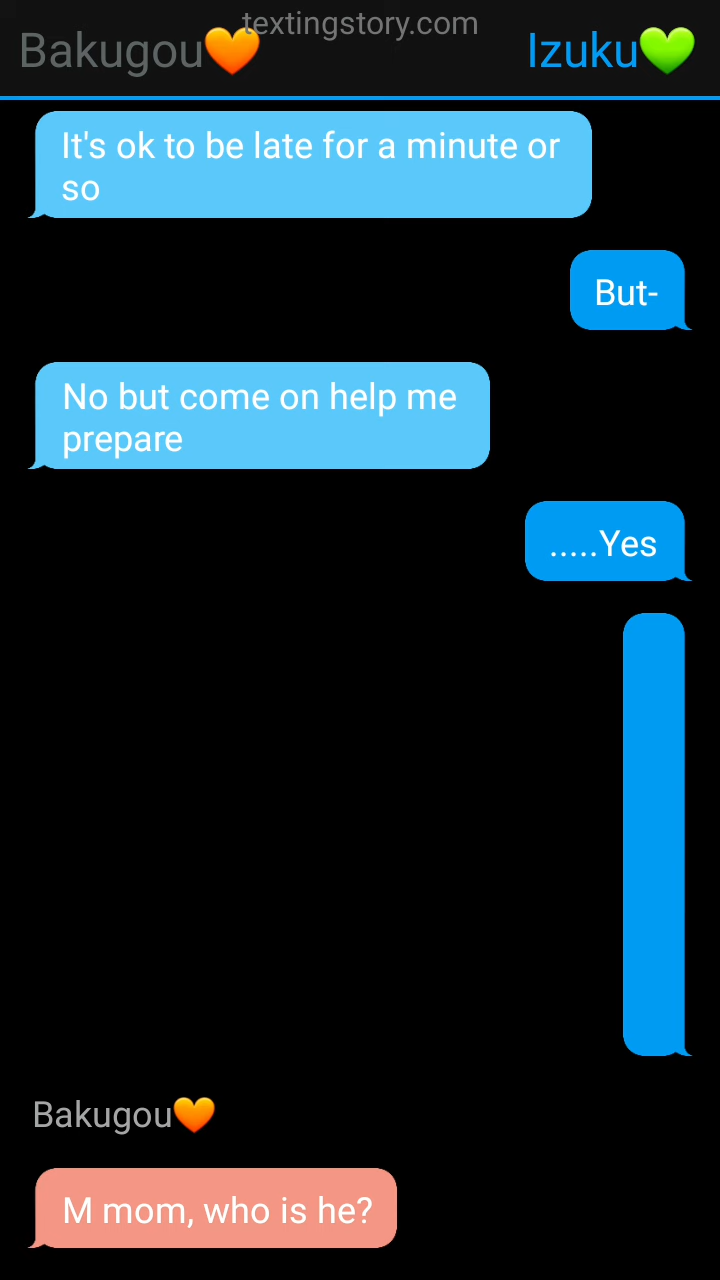 textingstory.com
Bakugou🧡 Izuku💚
It's ok to be late for a minute or
so
But-
No but come on help me
prepare
.....Yes
Bakugou🧡
M mom, who is he?